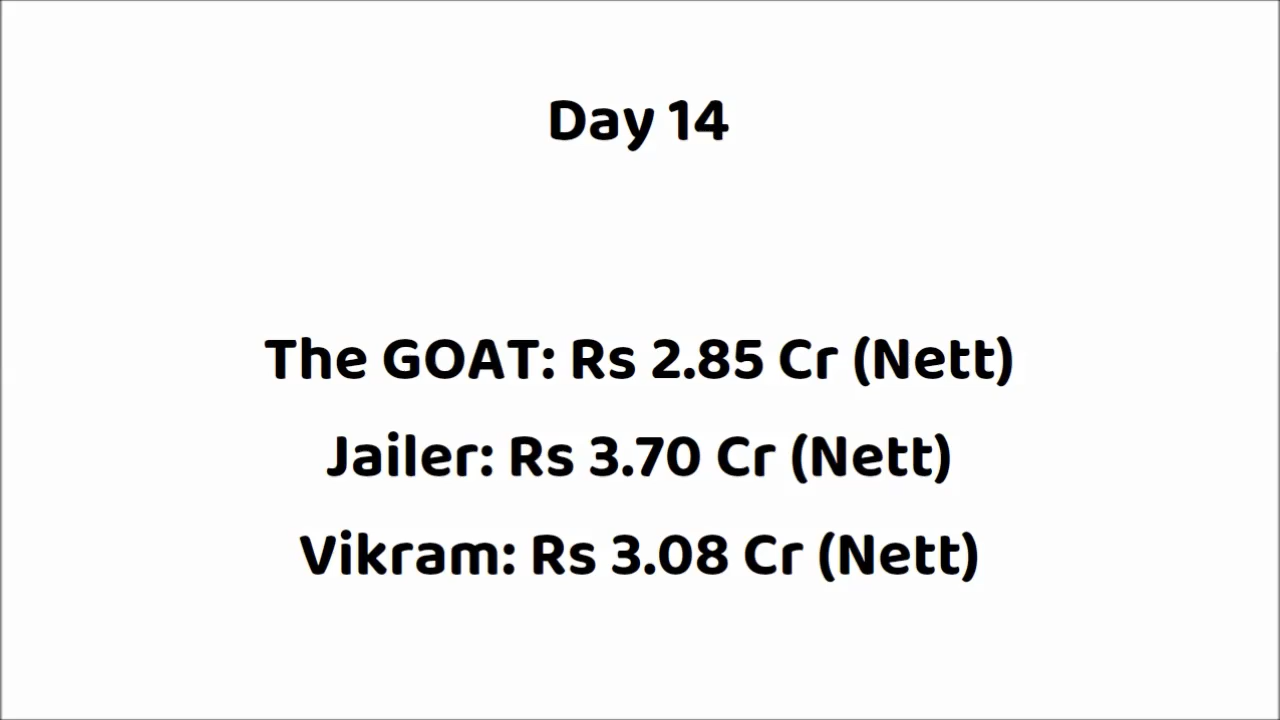 Day 14
The GOAT: Rs 2.85 Cr (Nett)
Jailer: Rs 3.70 Cr (Nett)
Vikram: Rs 3.08 Cr (Nett)